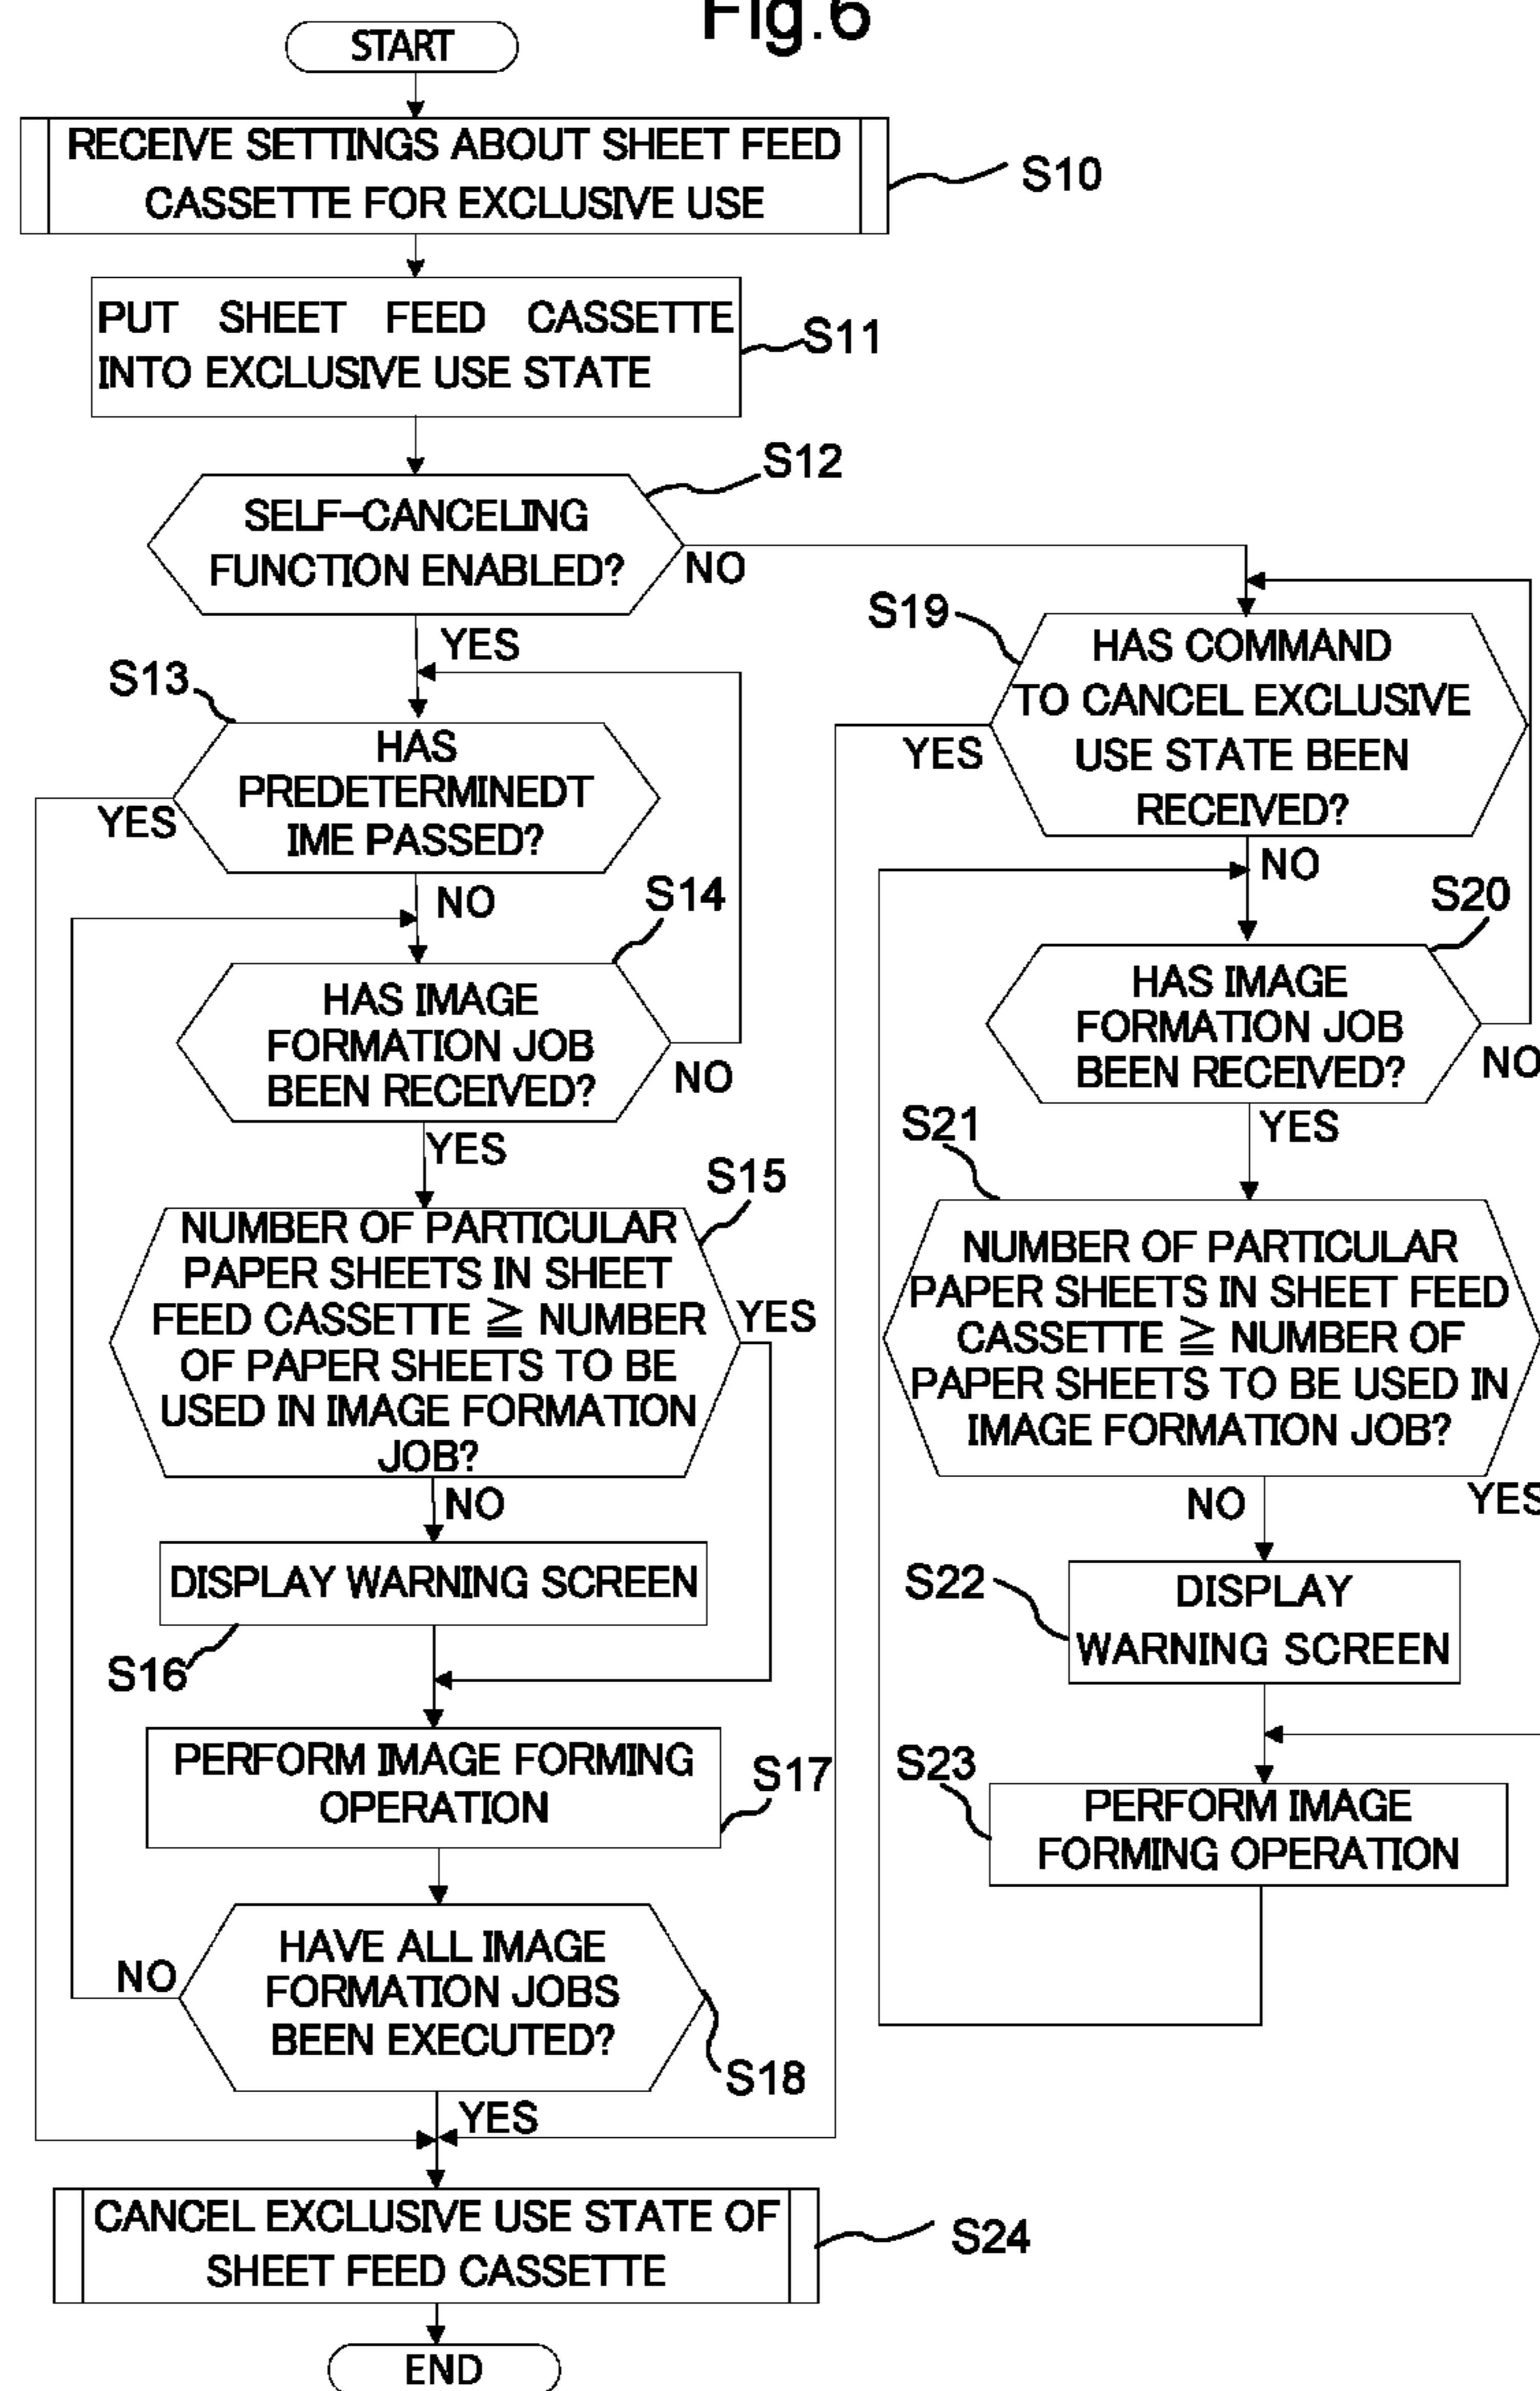 Fig.6
START
RECEIVE SETTINGS ABOUT SHEET FEED
CASSETTE FOR EXCLUSIVE USE
S10
PUT SHEET FEED CASSETTE
INTO EXCLUSIVE USE STATE
S11
S12
SELF-CANCELING
FUNCTION ENABLED?
NO
YES
S13
HAS
PREDETERMINEDT
IME PASSED?
YES
NO
S14
HAS IMAGE
FORMATION JOB
BEEN RECEIVED?
NO
YES
S15
NUMBER OF PARTICULAR
PAPER SHEETS IN SHEET
FEED CASSETTE ≧ NUMBER
OF PAPER SHEETS TO BE
USED IN IMAGE FORMATION
JOB?
YES
NO
DISPLAY WARNING SCREEN
S16
PERFORM IMAGE FORMING
OPERATION
S17
HAVE ALL IMAGE
FORMATION JOBS
BEEN EXECUTED?
NO
S18
YES
S19
HAS COMMAND
TO CANCEL EXCLUSIVE
USE STATE BEEN
RECEIVED?
YES
NO
S20
HAS IMAGE
FORMATION JOB
BEEN RECEIVED?
NO
YES
S21
NUMBER OF PARTICULAR
PAPER SHEETS IN SHEET FEED
CASSETTE ≧ NUMBER OF
PAPER SHEETS TO BE USED IN
IMAGE FORMATION JOB?
NO
YES
S22
DISPLAY
WARNING SCREEN
S23
PERFORM IMAGE
FORMING OPERATION
CANCEL EXCLUSIVE USE STATE OF
SHEET FEED CASSETTE
S24
END